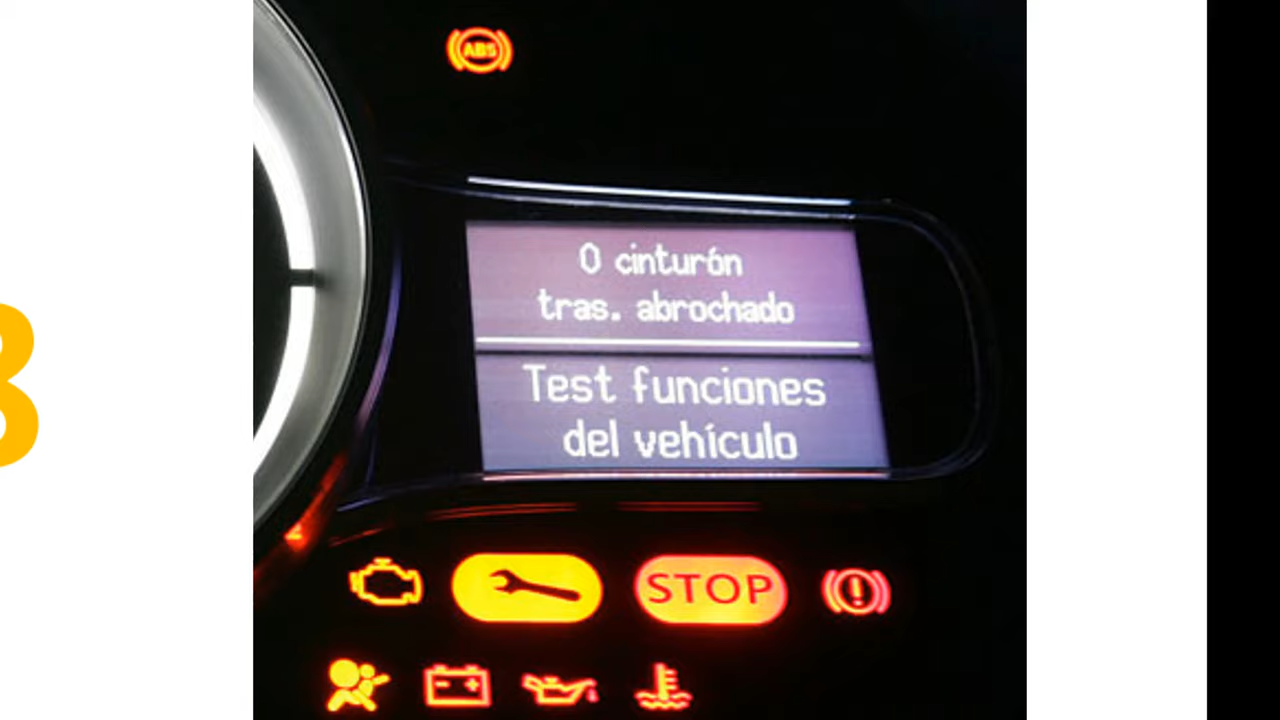 ABS
0 cinturón
tras. abrochado
Test funciones
del vehículo
STOP